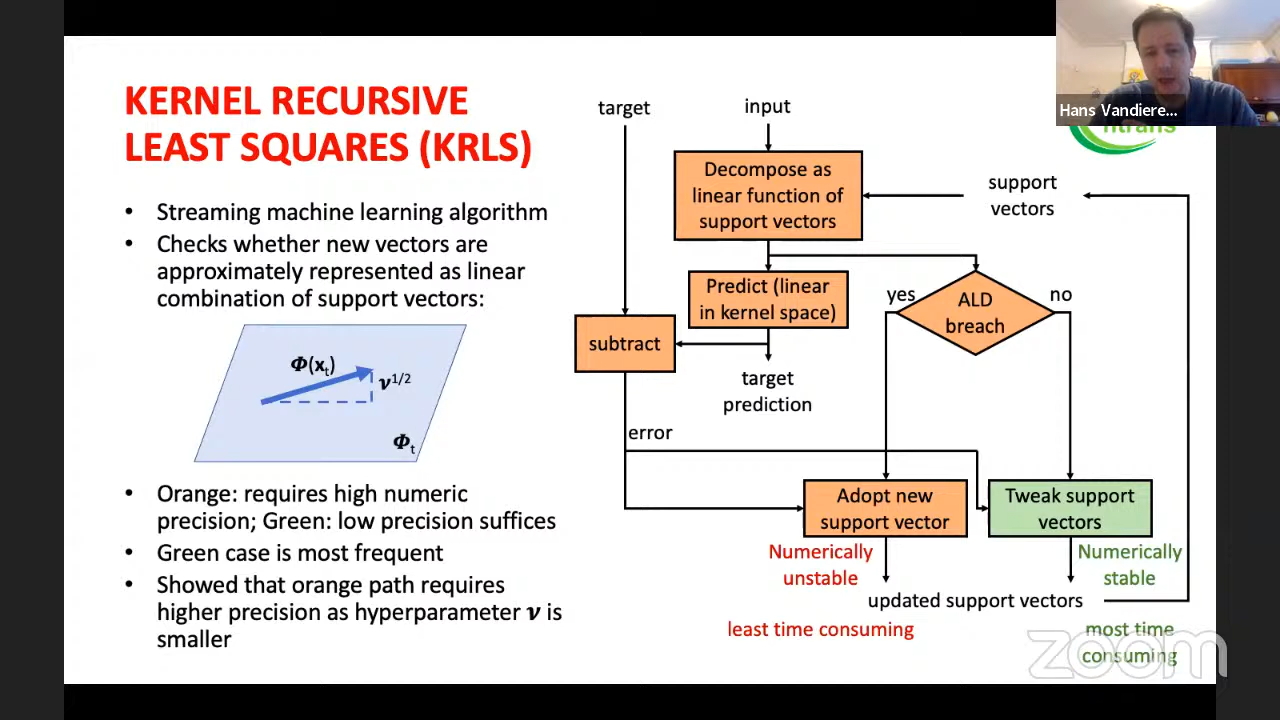 KERNEL RECURSIVE
LEAST SQUARES (KRLS)
• Streaming machine learning algorithm
• Checks whether new vectors are
approximately represented as linear
combination of support vectors:
Φ(xt)
ν1/2
Φt
• Orange: requires high numeric
precision; Green: low precision suffices
• Green case is most frequent
• Showed that orange path requires
higher precision as hyperparameter ν is
smaller
target
input
Decompose as
linear function of
support vectors
support
vectors
Predict (linear
in kernel space)
yes
ALD
breach
no
subtract
target
prediction
error
Adopt new
support vector
Tweak support
vectors
Numerically
unstable
Numerically
stable
updated support vectors
least time consuming
most time
consuming
Hans Vandiere...
zoom